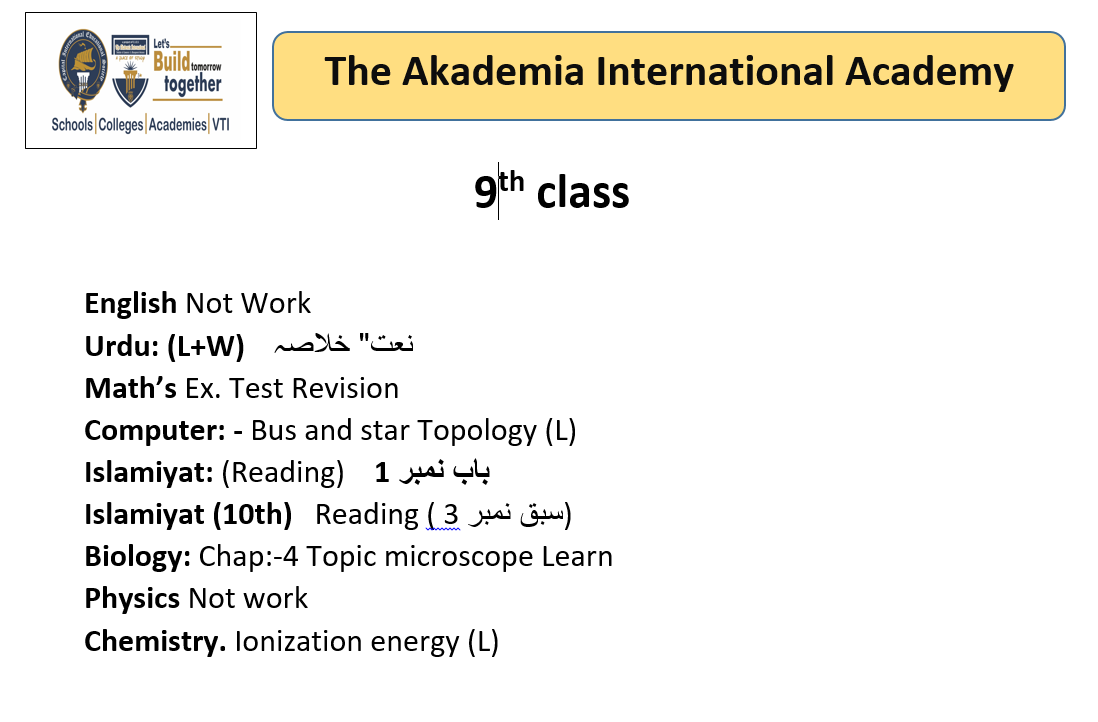 Let's
Build tomorrow
together
Schools|Colleges|Academies|VTI
The Akademia International Academy
9th class
English Not Work
Urdu: (L+W) نعت" خلاصہ
Math’s Ex. Test Revision
Computer: - Bus and star Topology (L)
Islamiyat: (Reading) باب نمبر 1
Islamiyat (10th) Reading ( سبق نمبر 3)
Biology: Chap:-4 Topic microscope Learn
Physics Not work
Chemistry. Ionization energy (L)